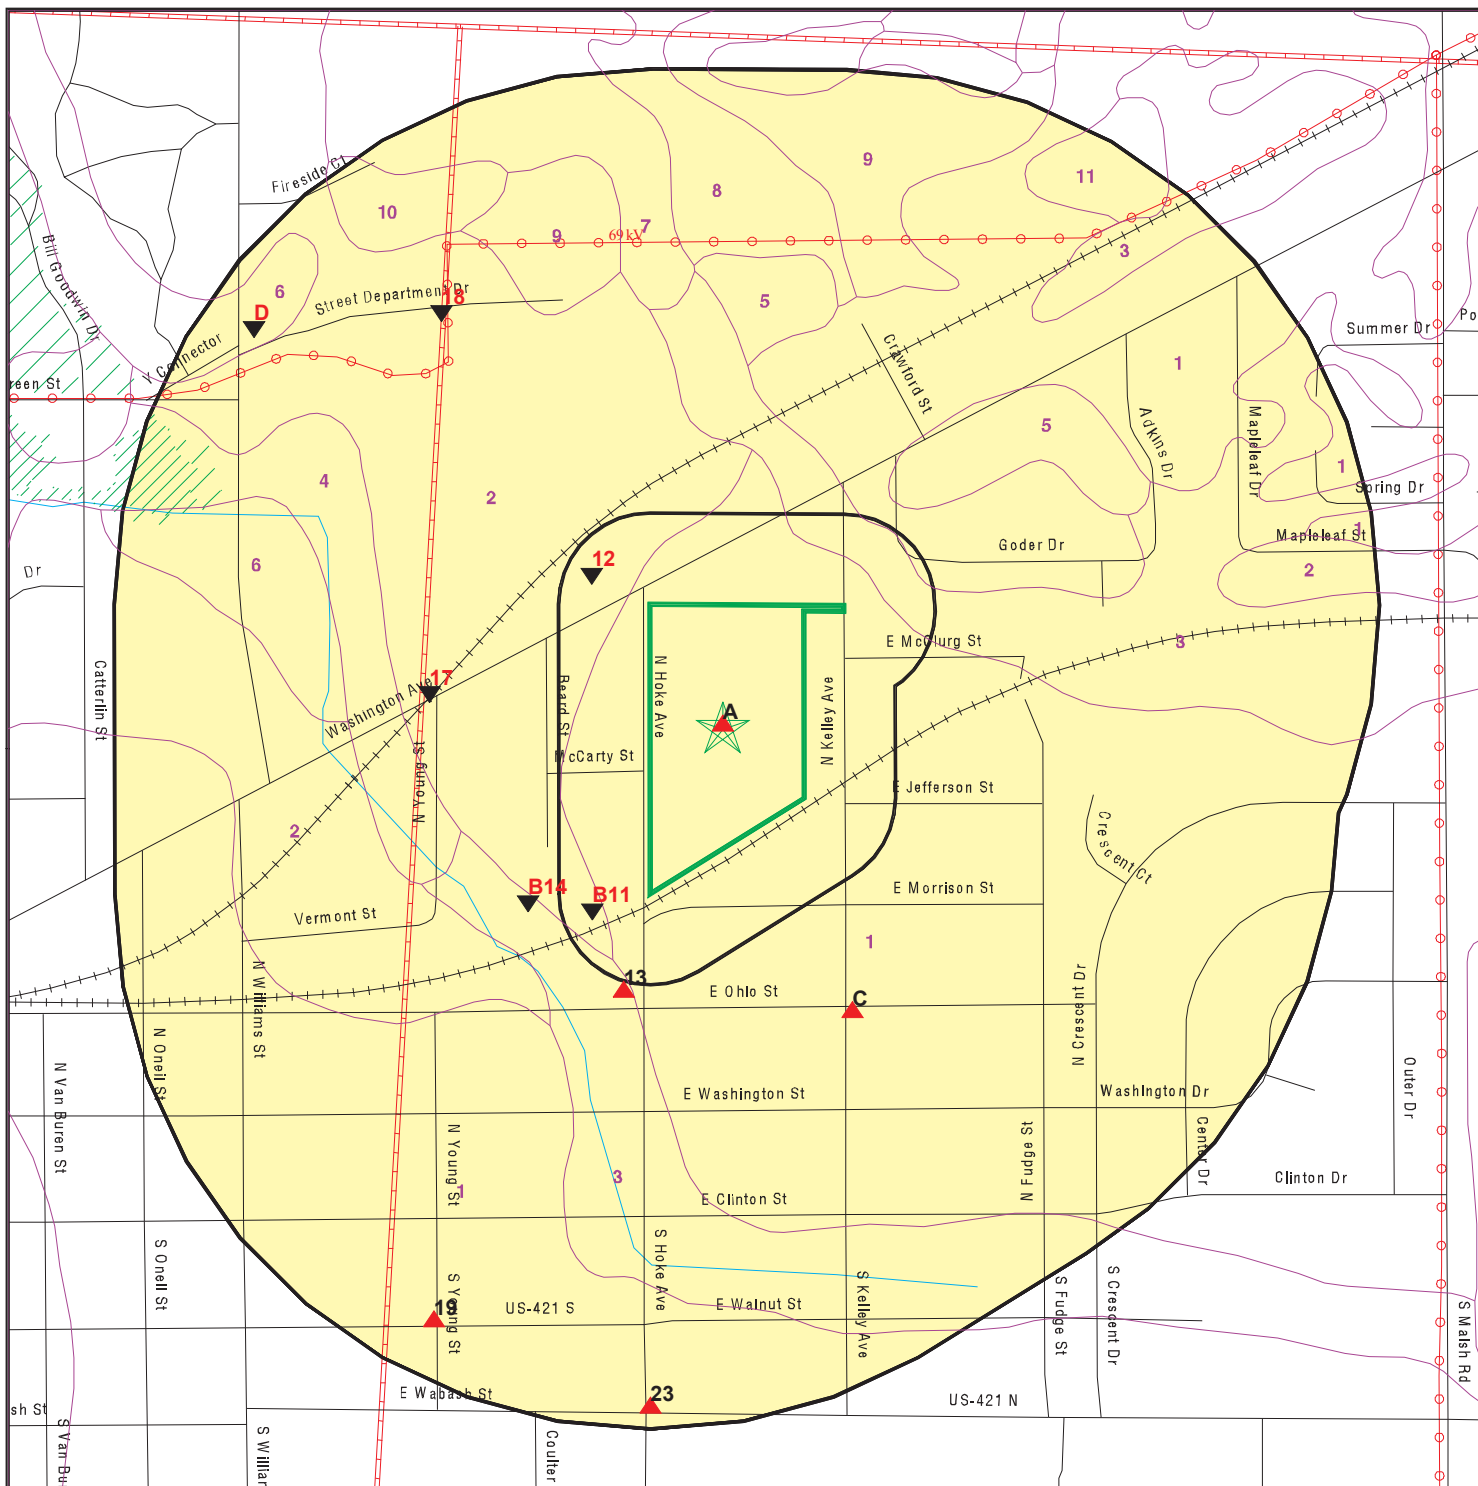 9
11
8
Fireside Ct
10
7
9
69 kV
3
Bill Goodwin Dr
6
Street Department Dr
18
5
D
Summer Dr
Po
Y Connector
Crawford St
1
reen St
Adkins Dr
Mapleleaf Dr
5
1
4
2
Spring Dr
1
Mapleleaf St
Goder Dr
12
6
Dr
2
E McClurg St
3
Catterlin St
17
Washington Ave
Beard St
N Hoke Ave
A
N Kelley Ave
McCarty St
N Young St
E Jefferson St
2
Crescent Ct
B14
B11
E Morrison St
Vermont St
1
13
E Ohio St
C
N Williams St
N Oneil St
N Crescent Dr
N Van Buren St
E Washington St
Washington Dr
Outer Dr
N Young St
N Fudge St
Center Dr
3
1
E Clinton St
Clinton Dr
S Oneil St
S Hoke Ave
S Young St
19
US-421 S
E Walnut St
S Kelley Ave
S Fudge St
S Crescent Dr
S Maish Rd
E Wabash St
23
US-421 N
sh St
S Van Bu
S Williar
Coulter